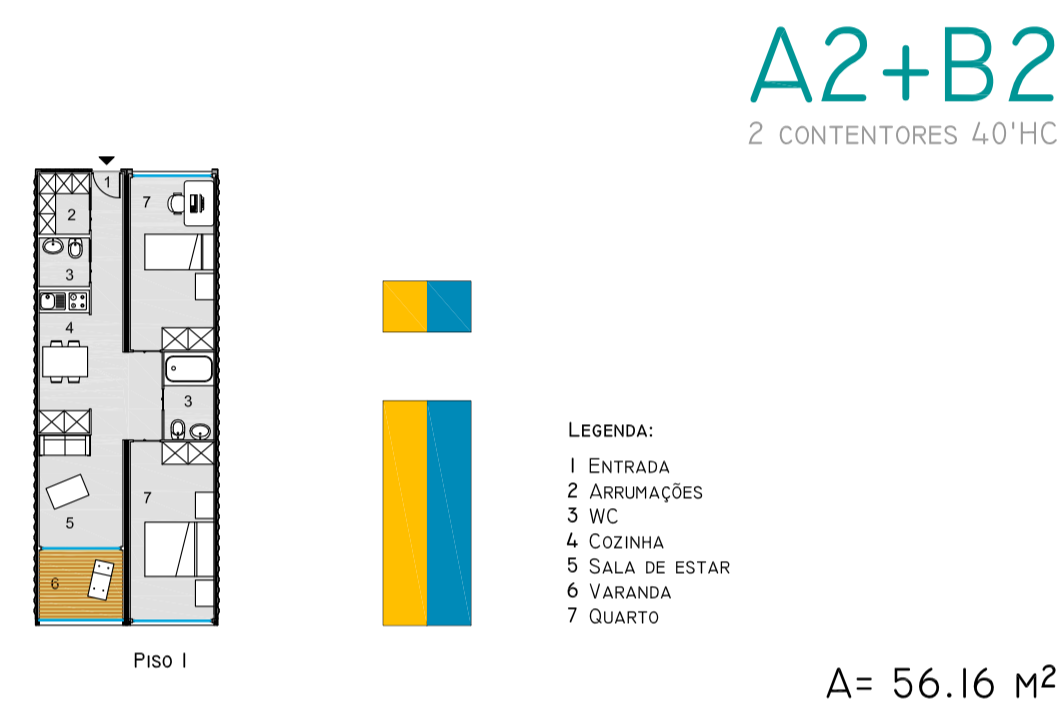 A2+B2
2 CONTENTORES 40'HC
1
7
2
3
4
3
7
5
6
PISO 1
LEGENDA:
1 ENTRADA
2 ARRUMAÇÕES
3 WC
4 COZINHA
5 SALA DE ESTAR
6 VARANDA
7 QUARTO
A= 56.16 M²